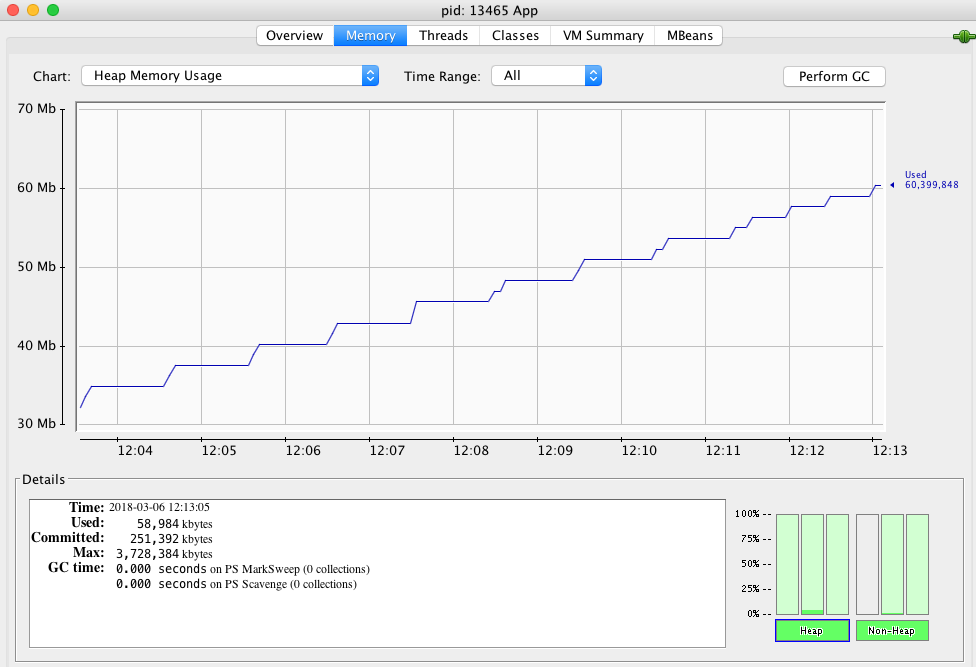 pid: 13465 App
Overview Memory Threads Classes VM Summary MBeans
Chart: Heap Memory Usage Time Range: All Perform GC
70 Mb
60 Mb
50 Mb
40 Mb
30 Mb
Used
60,399,848
12:04 12:05 12:06 12:07 12:08 12:09 12:10 12:11 12:12 12:13
Details
Time: 2018-03-06 12:13:05
Used: 58,984 kbytes
Committed: 251,392 kbytes
Max: 3,728,384 kbytes
GC time: 0.000 seconds on PS MarkSweep (0 collections)
0.000 seconds on PS Scavenge (0 collections)
100% --
75% --
50% --
25% --
0% --
Heap Non-Heap